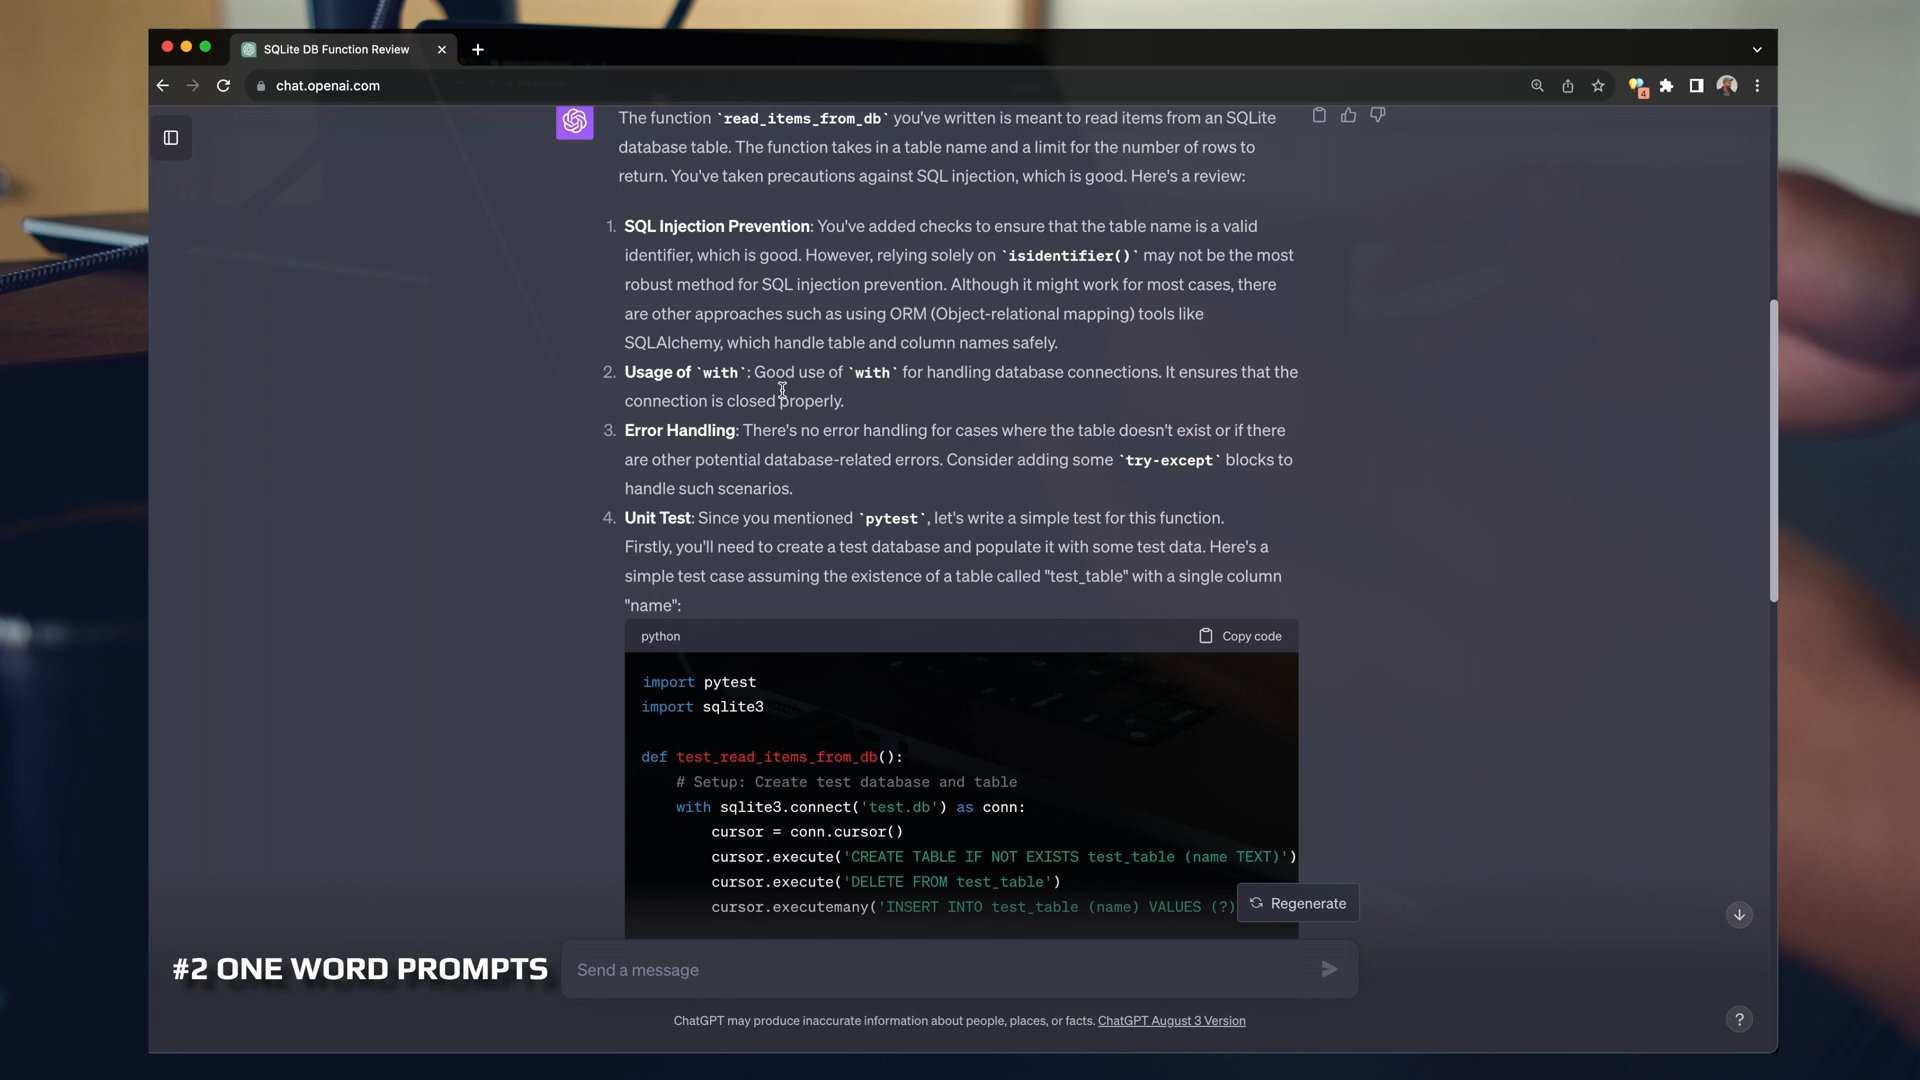 SQLite DB Function Review
chat.openai.com
4
The function `read_items_from_db` you've written is meant to read items from an SQLite
database table. The function takes in a table name and a limit for the number of rows to
return. You've taken precautions against SQL injection, which is good. Here's a review:
1. SQL Injection Prevention: You've added checks to ensure that the table name is a valid
identifier, which is good. However, relying solely on `isidentifier()` may not be the most
robust method for SQL injection prevention. Although it might work for most cases, there
are other approaches such as using ORM (Object-relational mapping) tools like
SQLAlchemy, which handle table and column names safely.
2. Usage of `with`: Good use of `with` for handling database connections. It ensures that the
connection is closed properly.
3. Error Handling: There's no error handling for cases where the table doesn't exist or if there
are other potential database-related errors. Consider adding some `try-except` blocks to
handle such scenarios.
4. Unit Test: Since you mentioned `pytest`, let's write a simple test for this function.
Firstly, you'll need to create a test database and populate it with some test data. Here's a
simple test case assuming the existence of a table called "test_table" with a single column
"name":
python Copy code
import pytest
import sqlite3
def test_read_items_from_db():
# Setup: Create test database and table
with sqlite3.connect('test.db') as conn:
cursor = conn.cursor()
cursor.execute('CREATE TABLE IF NOT EXISTS test_table (name TEXT)')
cursor.execute('DELETE FROM test_table')
cursor.executemany('INSERT INTO test_table (name) VALUES (?)
Regenerate
#2 ONE WORD PROMPTS
Send a message
ChatGPT may produce inaccurate information about people, places, or facts. ChatGPT August 3 Version
?